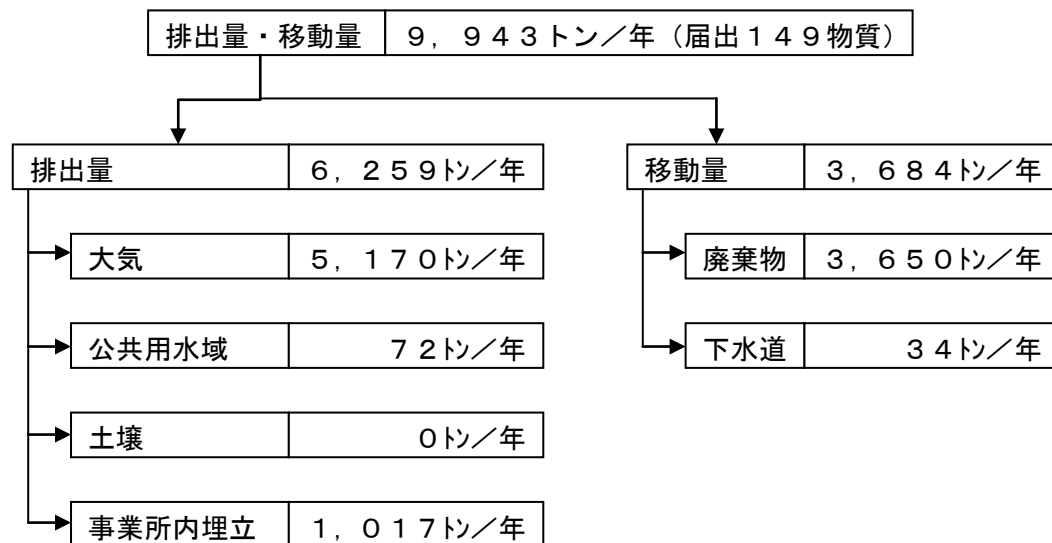 排出量・移動量 ９，９４３トン／年（届出１４９物質）
排出量 ６，２５９㌧／年
移動量 ３，６８４㌧／年
大気 ５，１７０㌧／年
廃棄物 ３，６５０㌧／年
公共用水域 ７２㌧／年
下水道 ３４㌧／年
土壌 ０㌧／年
事業所内埋立 １，０１７㌧／年